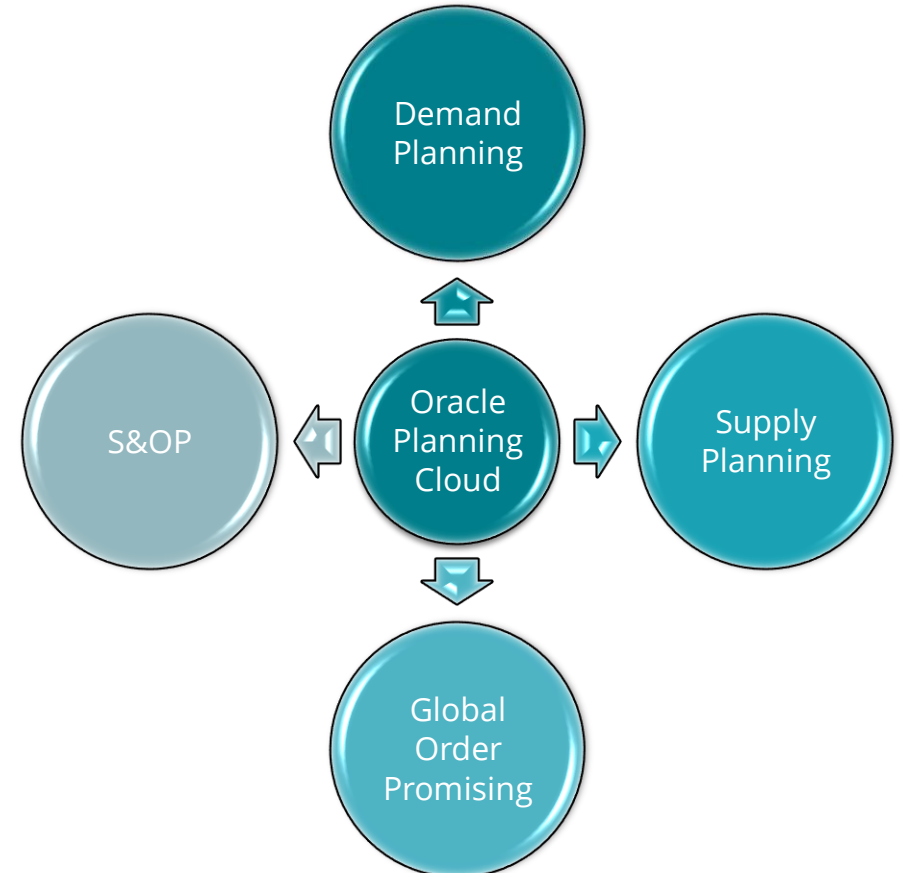 Demand
Planning
S&OP
Oracle
Planning
Cloud
Supply
Planning
Global
Order
Promising